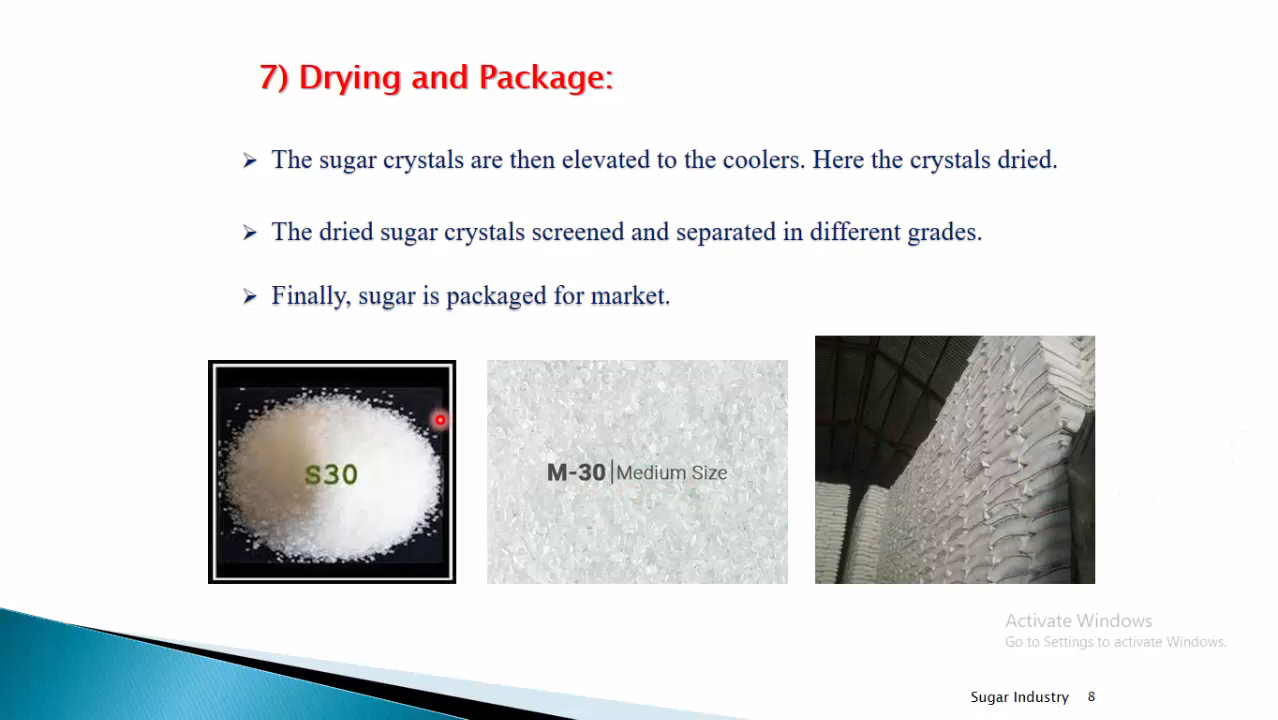 7) Drying and Package:
The sugar crystals are then elevated to the coolers. Here the crystals dried.
The dried sugar crystals screened and separated in different grades.
Finally, sugar is packaged for market.
S30
M-30 | Medium Size
Activate Windows
Go to Settings to activate Windows.
Sugar Industry 8